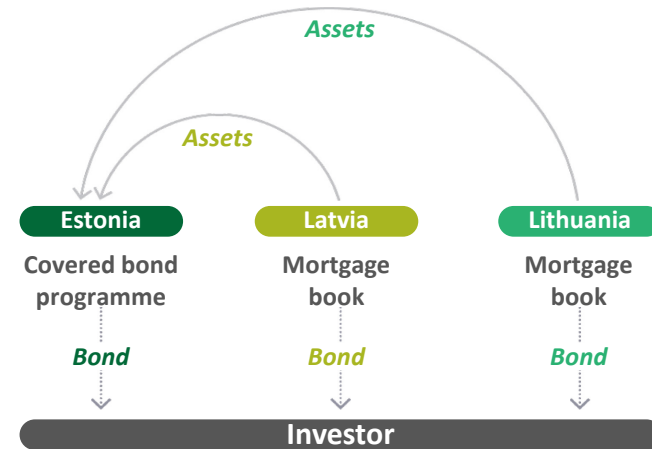 Assets
Assets
Estonia
Latvia
Lithuania
Covered bond
programme
Mortgage
book
Mortgage
book
Bond
Bond
Bond
Investor